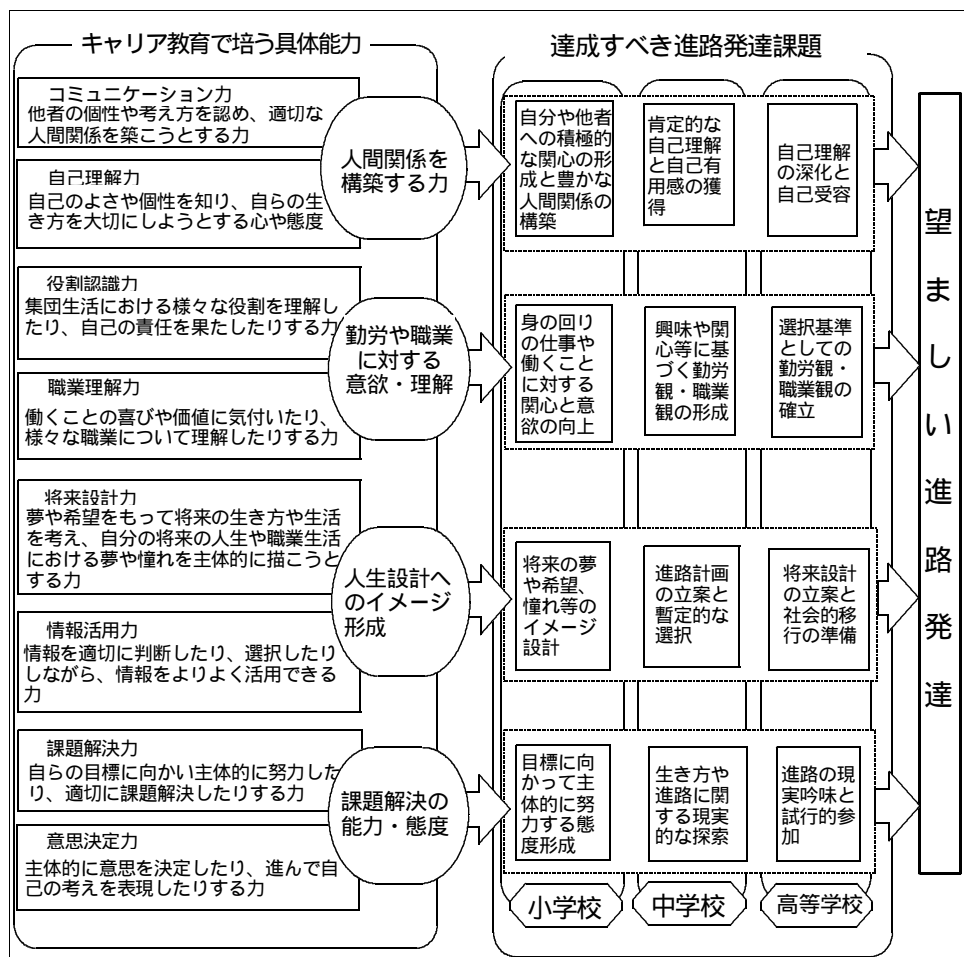 キャリア教育で培う具体能力
コミュニケーション力
他者の個性や考え方を認め、適切な
人間関係を築こうとする力
自己理解力
自己のよさや個性を知り、自らの生
き方を大切にしようとする心や態度
人間関係を
構築する力
役割認識力
集団生活における様々な役割を理解し
たり、自己の責任を果たしたりする力
職業理解力
働くことの喜びや価値に気付いたり、
様々な職業について理解したりする力
勤労や職業
に対する
意欲・理解
将来設計力
夢や希望をもって将来の生き方や生活
を考え、自分の将来の人生や職業生活
における夢や憧れを主体的に描こうと
する力
情報活用力
情報を適切に判断したり、選択したり
しながら、情報をよりよく活用できる
力
人生設計へ
のイメージ
形成
課題解決力
自らの目標に向かい主体的に努力した
り、適切に課題解決したりする力
意思決定力
主体的に意思を決定したり、進んで自
己の考えを表現したりする力
課題解決の
能力・態度
達成すべき進路発達課題
自分や他者
への積極的
な関心の形
成と豊かな
人間関係の
構築
肯定的な
自己理解
と自己有
用感の獲
得
自己理解
の深化と
自己受容
身の回り
の仕事や
働くこと
に対する
関心と意
欲の向上
興味や関
心等に基
づく勤労
観・職業
観の形成
選択基準
としての
勤労観・
職業観の
確立
将来の夢
や希望、
憧れ等の
イメージ
設計
進路計画
の立案と
暫定的な
選択
将来設計
の立案と
社会的移
行の準備
目標に向
かって主
体的に努
力する態
度形成
生き方や
進路に関
する現実
的な探索
進路の現
実吟味と
試行的参
加
小学校
中学校
高等学校
望ましい進路発達